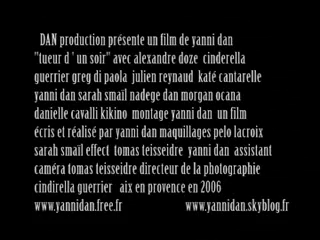 DAN production présente un film de yanni dan
"tueur d ' un soir" avec alexandre doze cinderella
guerrier greg di paola julien reynaud kafé cantarelle
yanni dan sarah smaïl nadege dan morgan ocana
danielle cavalli kikino montage yanni dan un film
écris et réalisé par yanni dan maquillages pelo lacroix
sarah smaïl effect tomas teisseidre yanni dan assistant
caméra tomas teisseidre directeur de la photographie
cindirella guerrier aix en provence en 2006
www.yannidan.free.fr www.yannidan.skyblog.fr